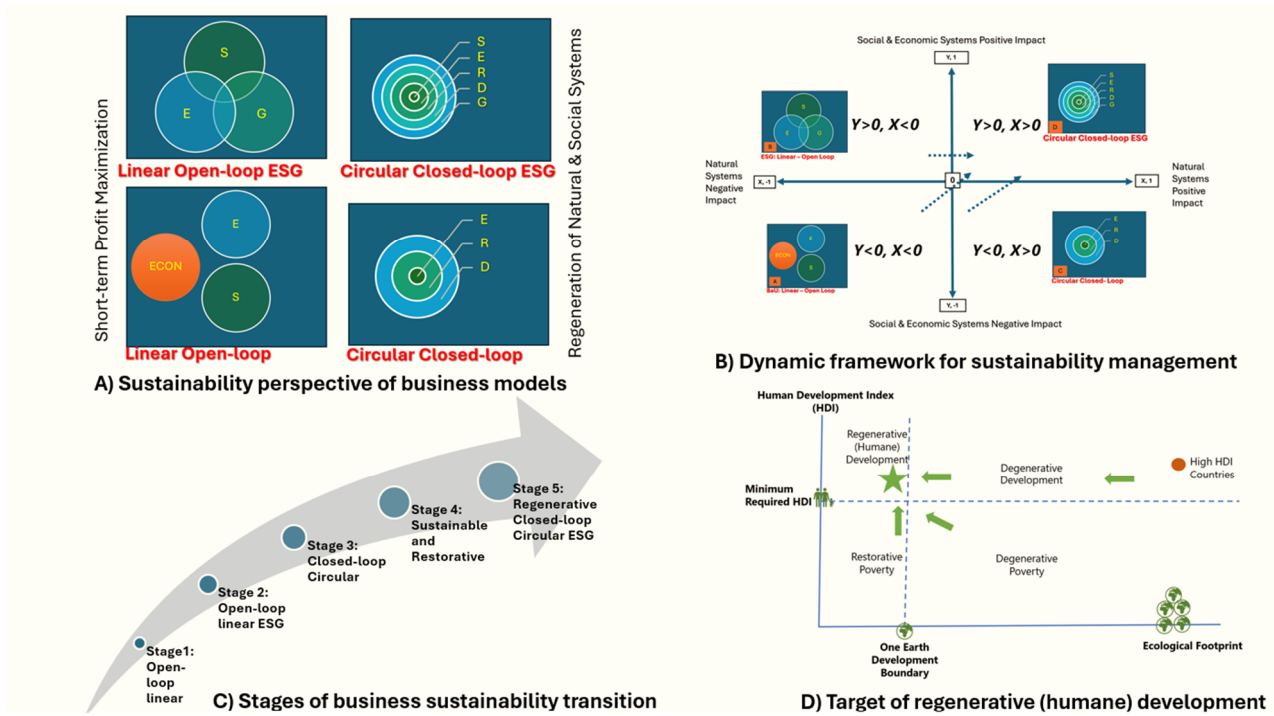 Short-term Profit Maximization
S
E
G
Linear Open-loop ESG
S
E
R
D
G
Circular Closed-loop ESG
ECON
E
S
Linear Open-loop
E
R
D
Circular Closed-loop
Regeneration of Natural & Social Systems
A) Sustainability perspective of business models
Social & Economic Systems Positive Impact
Y, 1
S
E
G
B
ESG: Linear – Open Loop
Y>0, X<0
Y>0, X>0
S
E
R
D
G
D
Circular Closed-loop ESG
Natural
Systems
Negative
Impact
X, -1
0
X, 1
Natural
Systems
Positive
Impact
ECON
E
S
A
BaU: Linear – Open Loop
Y<0, X<0
Y<0, X>0
E
R
D
C
Circular Closed- Loop
Y, -1
Social & Economic Systems Negative Impact
B) Dynamic framework for sustainability management
Stage1:
Open-
loop
linear
Stage 2:
Open-loop
linear ESG
Stage 3:
Closed-loop
Circular
Stage 4:
Sustainable
and
Restorative
Stage 5:
Regenerative
Closed-loop
Circular ESG
C) Stages of business sustainability transition
Human Development Index
(HDI)
Regenerative
(Humane)
Development
Degenerative
Development
High HDI
Countries
Minimum
Required HDI
Restorative
Poverty
Degenerative
Poverty
One Earth
Development
Boundary
Ecological Footprint
D) Target of regenerative (humane) development